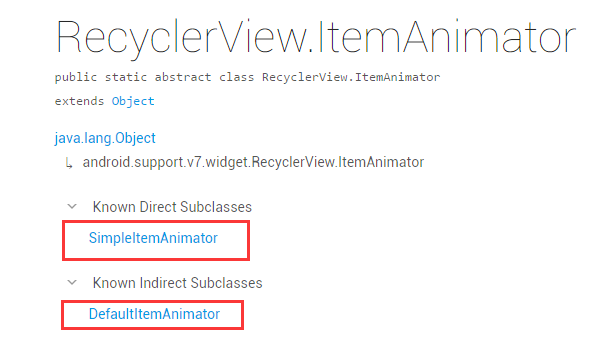 RecyclerView.ItemAnimator
public static abstract class RecyclerView.ItemAnimator
extends Object
java.lang.Object
↳ android.support.v7.widget.RecyclerView.ItemAnimator
Known Direct Subclasses
SimpleItemAnimator
Known Indirect Subclasses
DefaultItemAnimator